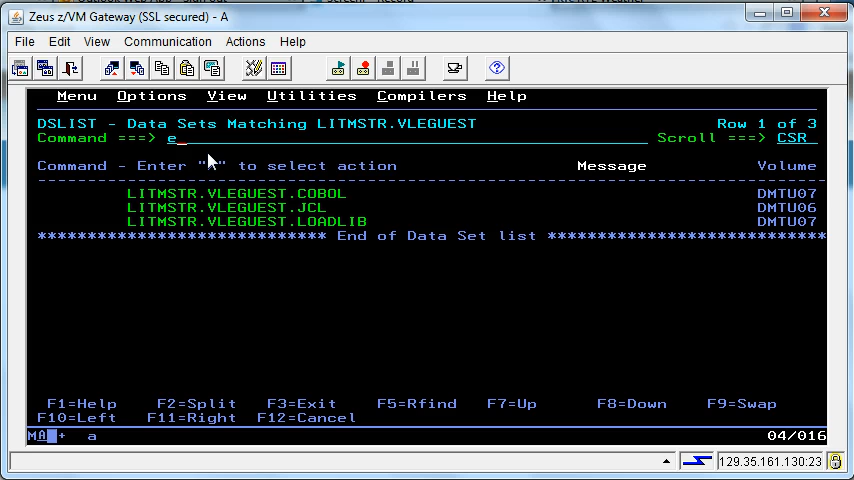 Zeus z/VM Gateway (SSL secured) - A
File Edit View Communication Actions Help
Menu Options View Utilities Compilers Help
DSLIST - Data Sets Matching LITMSTR.VLEGUEST Row 1 of 3
Command ===> e_ Scroll ===> CSR
Command - Enter "/" to select action Message Volume
LITMSTR.VLEGUEST.COBOL DMTU07
LITMSTR.VLEGUEST.JCL DMTU06
LITMSTR.VLEGUEST.LOADLIB DMTU07
***************************** End of Data Set list ****************************
F1=Help F2=Split F3=Exit F5=Rfind F7=Up F8=Down F9=Swap
F10=Left F11=Right F12=Cancel
MA + a 04/016
129.35.161.130:23